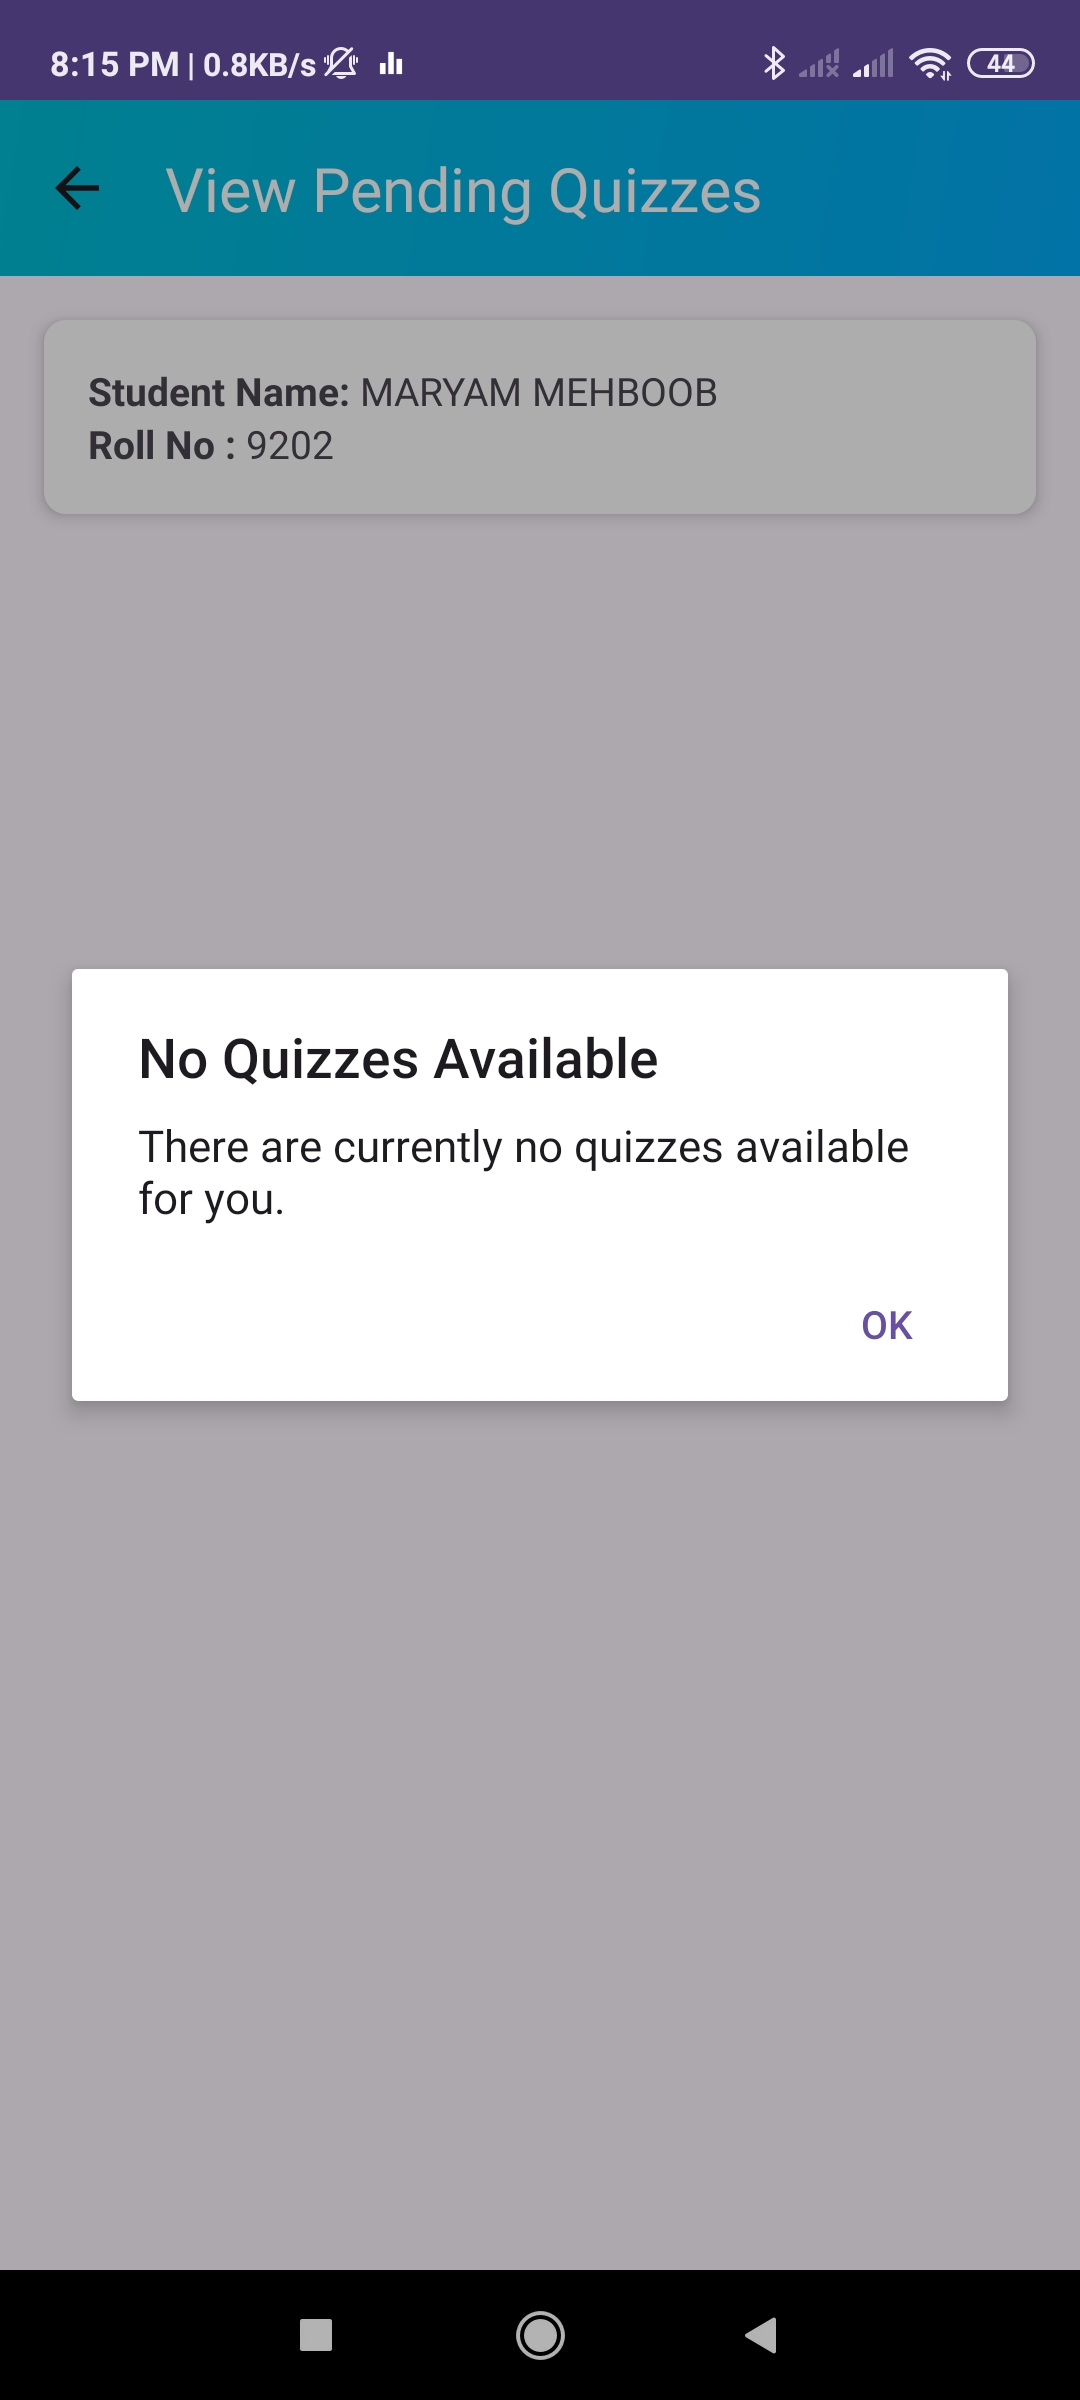 8:15 PM | 0.8KB/s 44
View Pending Quizzes
Student Name: MARYAM MEHBOOB
Roll No : 9202
No Quizzes Available
There are currently no quizzes available
for you.
OK